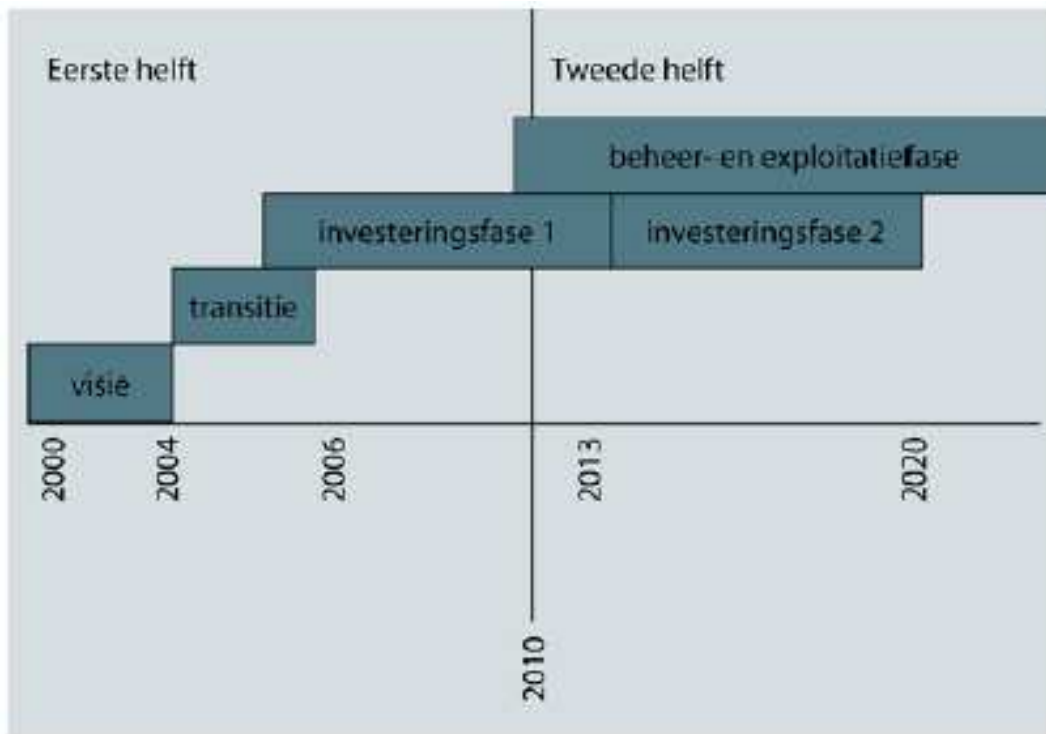 Eerste helft
Tweede helft
beheer- en exploitatiefase
investeringsfase 1
investeringsfase 2
transitie
visie
2000
2004
2006
2013
2020
2010